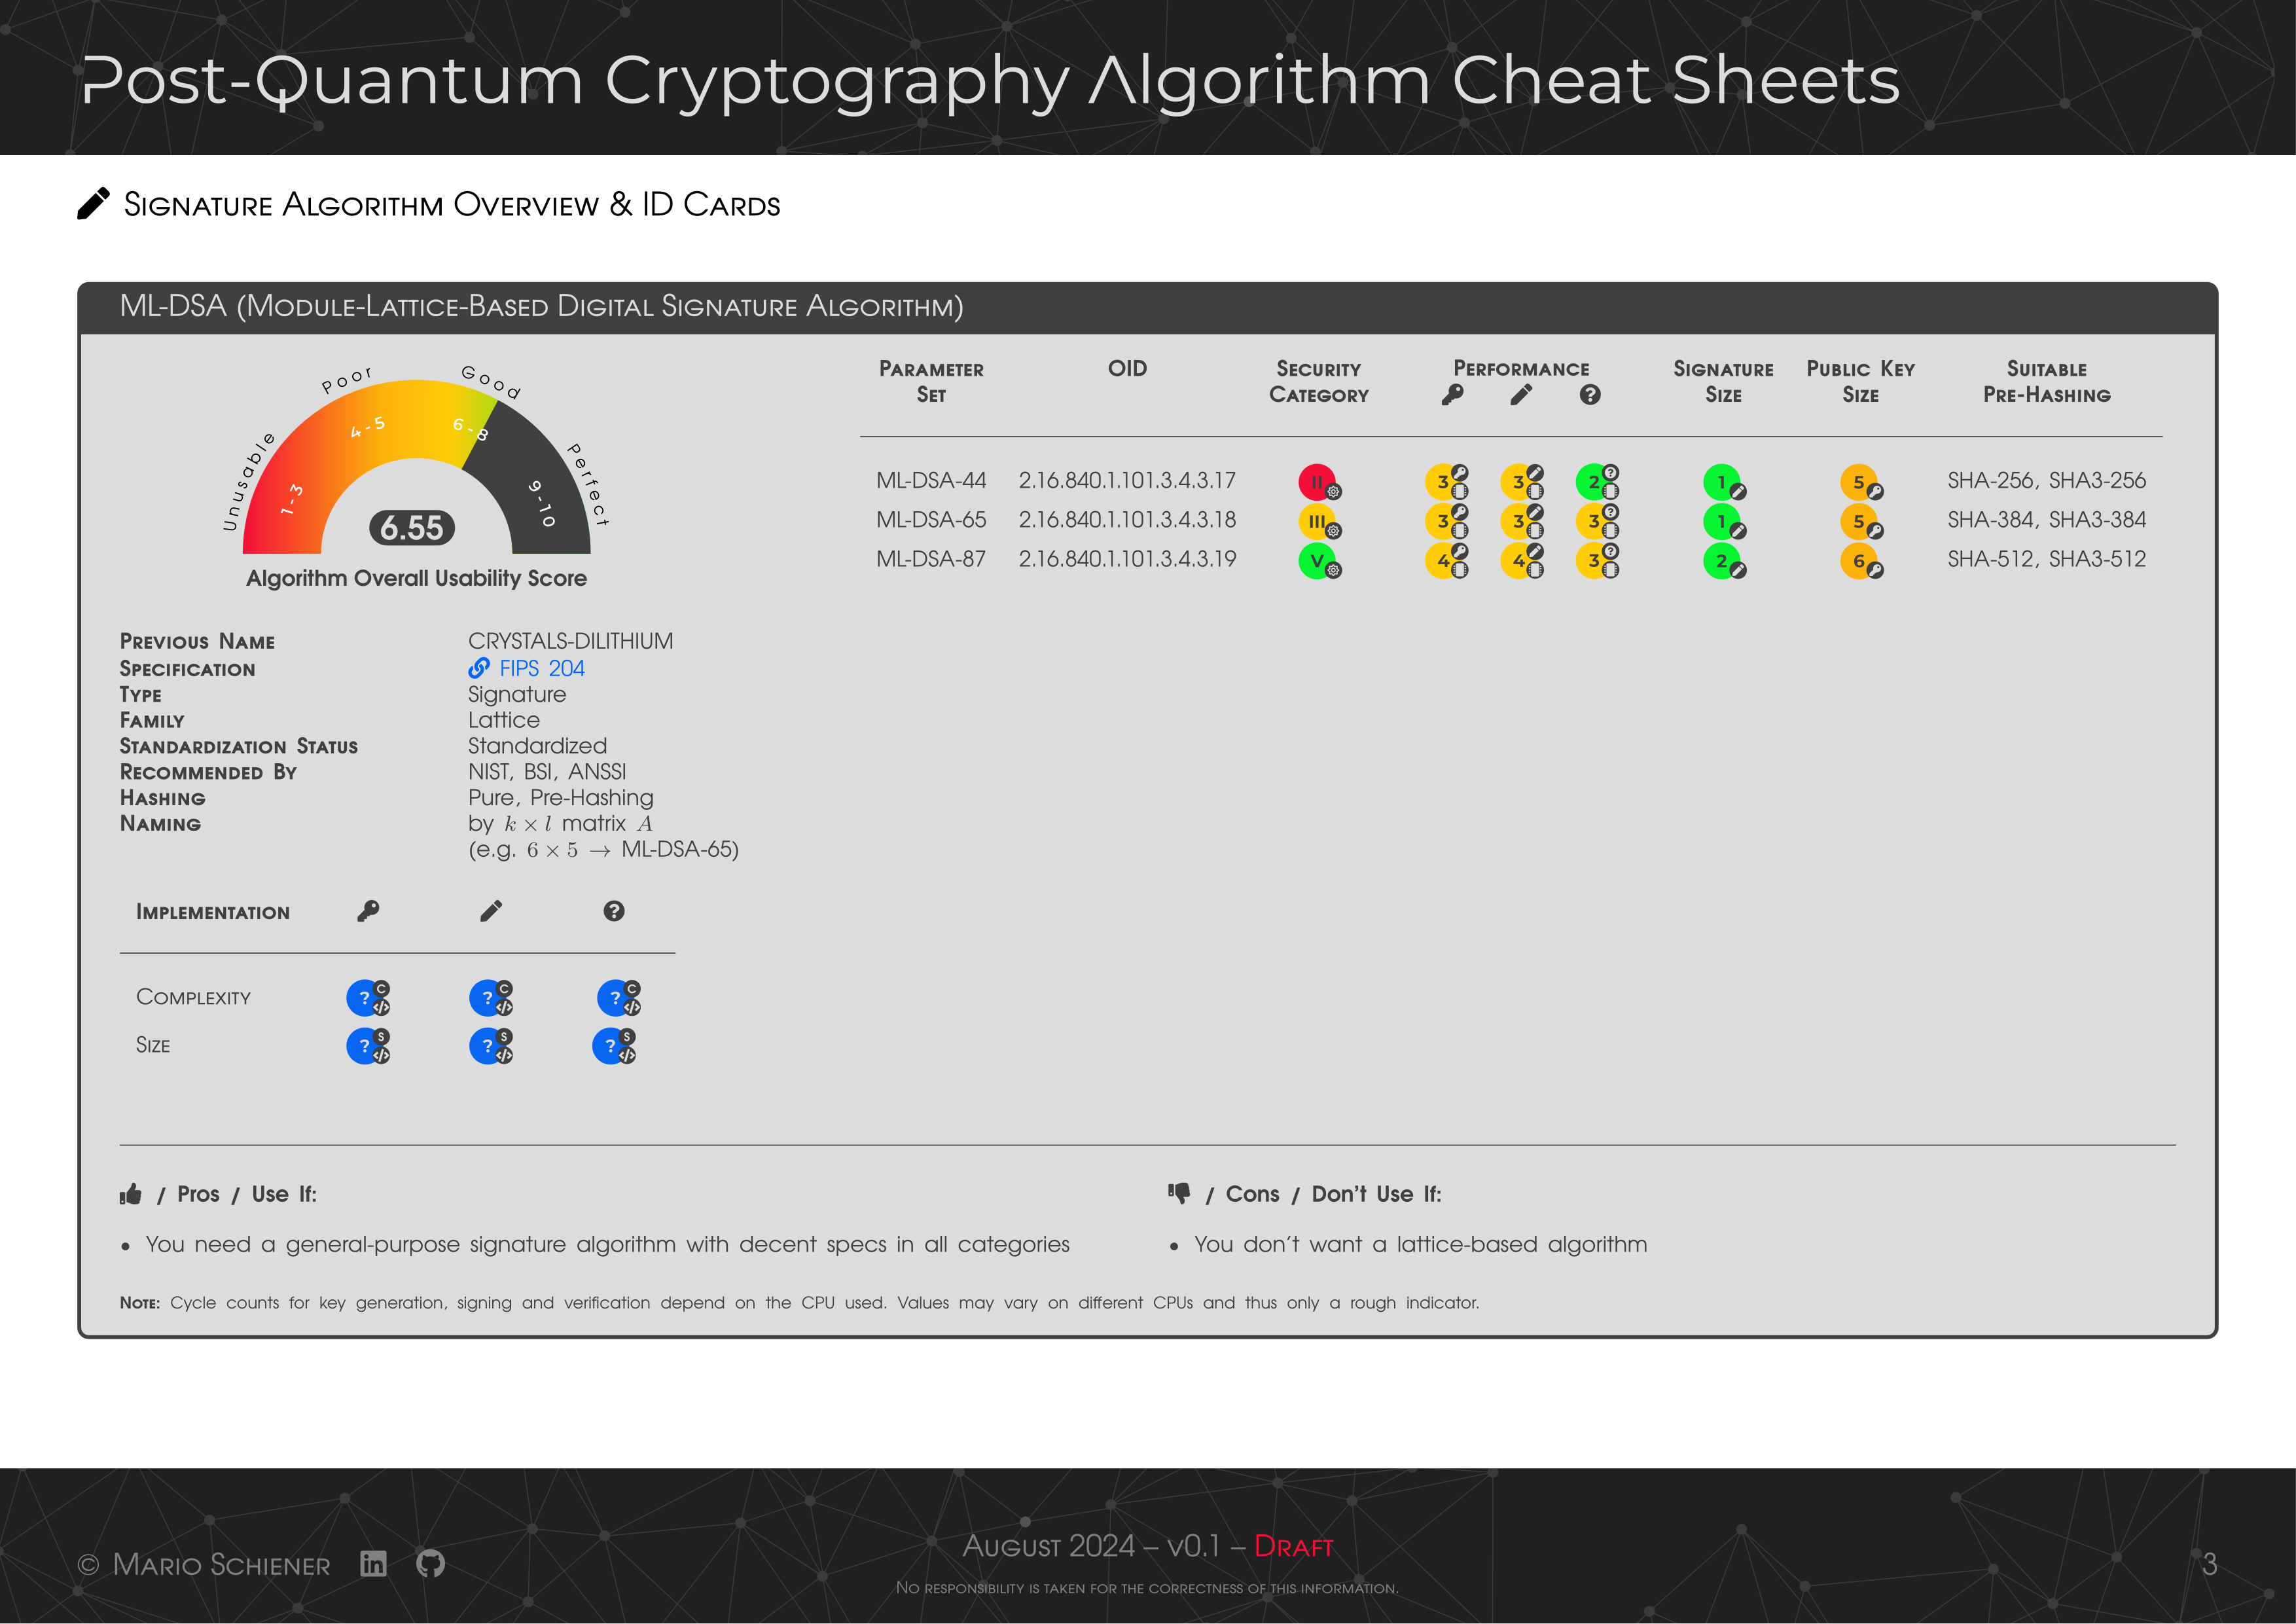 Post-Quantum Cryptography Algorithm Cheat Sheets
Signature Algorithm Overview & ID Cards
ML-DSA (Module-Lattice-Based Digital Signature Algorithm)
Unusable Poor Good Perfect
1-3 4-5 6-8 9-10
6.55
Algorithm Overall Usability Score
Previous Name CRYSTALS-DILITHIUM
Specification FIPS 204
Type Signature
Family Lattice
Standardization Status Standardized
Recommended By NIST, BSI, ANSSI
Hashing Pure, Pre-Hashing
Naming by k × l matrix A
(e.g. 6 × 5 → ML-DSA-65)
Implementation ?
Complexity ? C </> ? C </> ? C </>
Size ? S </> ? S </> ? S </>
Parameter OID Security Performance Signature Public Key Suitable
Set Category ? Size Size Pre-Hashing
ML-DSA-44 2.16.840.1.101.3.4.3.17 II 3 3 2 ? 1 5 SHA-256, SHA3-256
ML-DSA-65 2.16.840.1.101.3.4.3.18 III 3 3 3 ? 1 5 SHA-384, SHA3-384
ML-DSA-87 2.16.840.1.101.3.4.3.19 V 4 4 3 ? 2 6 SHA-512, SHA3-512
/ Pros / Use If:
• You need a general-purpose signature algorithm with decent specs in all categories
/ Cons / Don't Use If:
• You don't want a lattice-based algorithm
Note: Cycle counts for key generation, signing and verification depend on the CPU used. Values may vary on different CPUs and thus only a rough indicator.
© Mario Schiener in
August 2024 – v0.1 – Draft
No responsibility is taken for the correctness of this information.
3